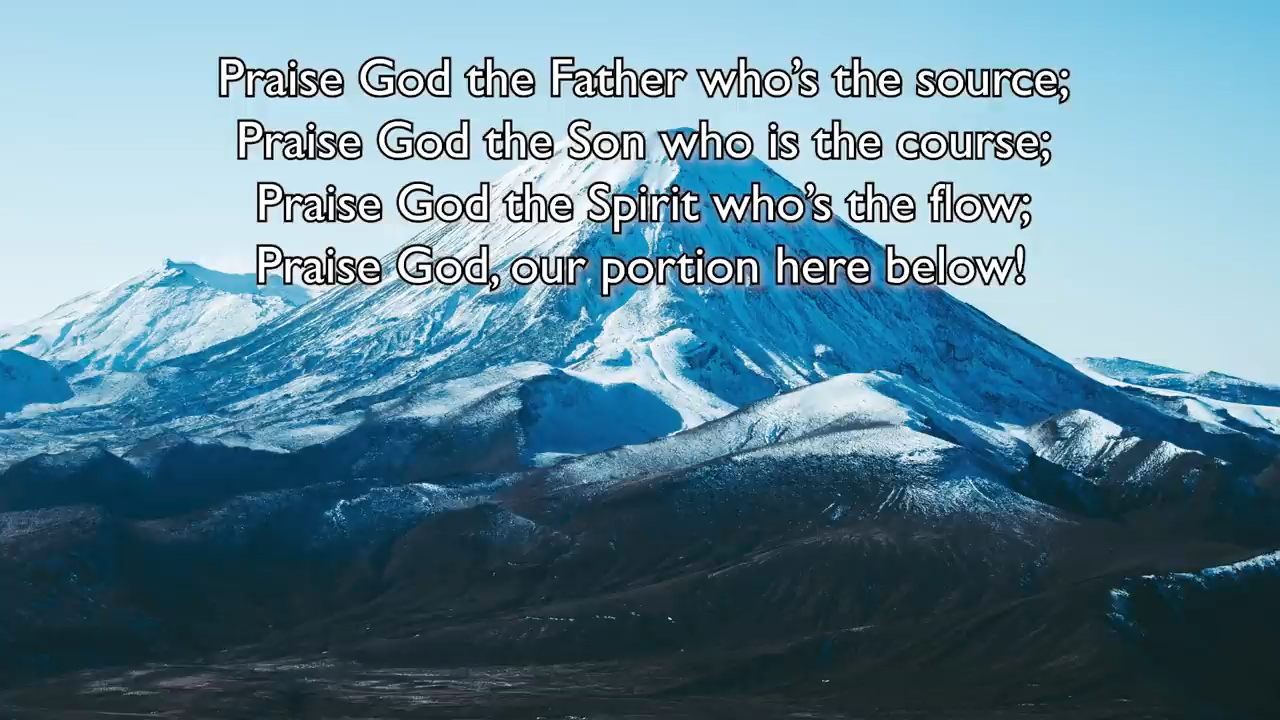 Praise God the Father who’s the source;
Praise God the Son who is the course;
Praise God the Spirit who’s the flow;
Praise God, our portion here below!